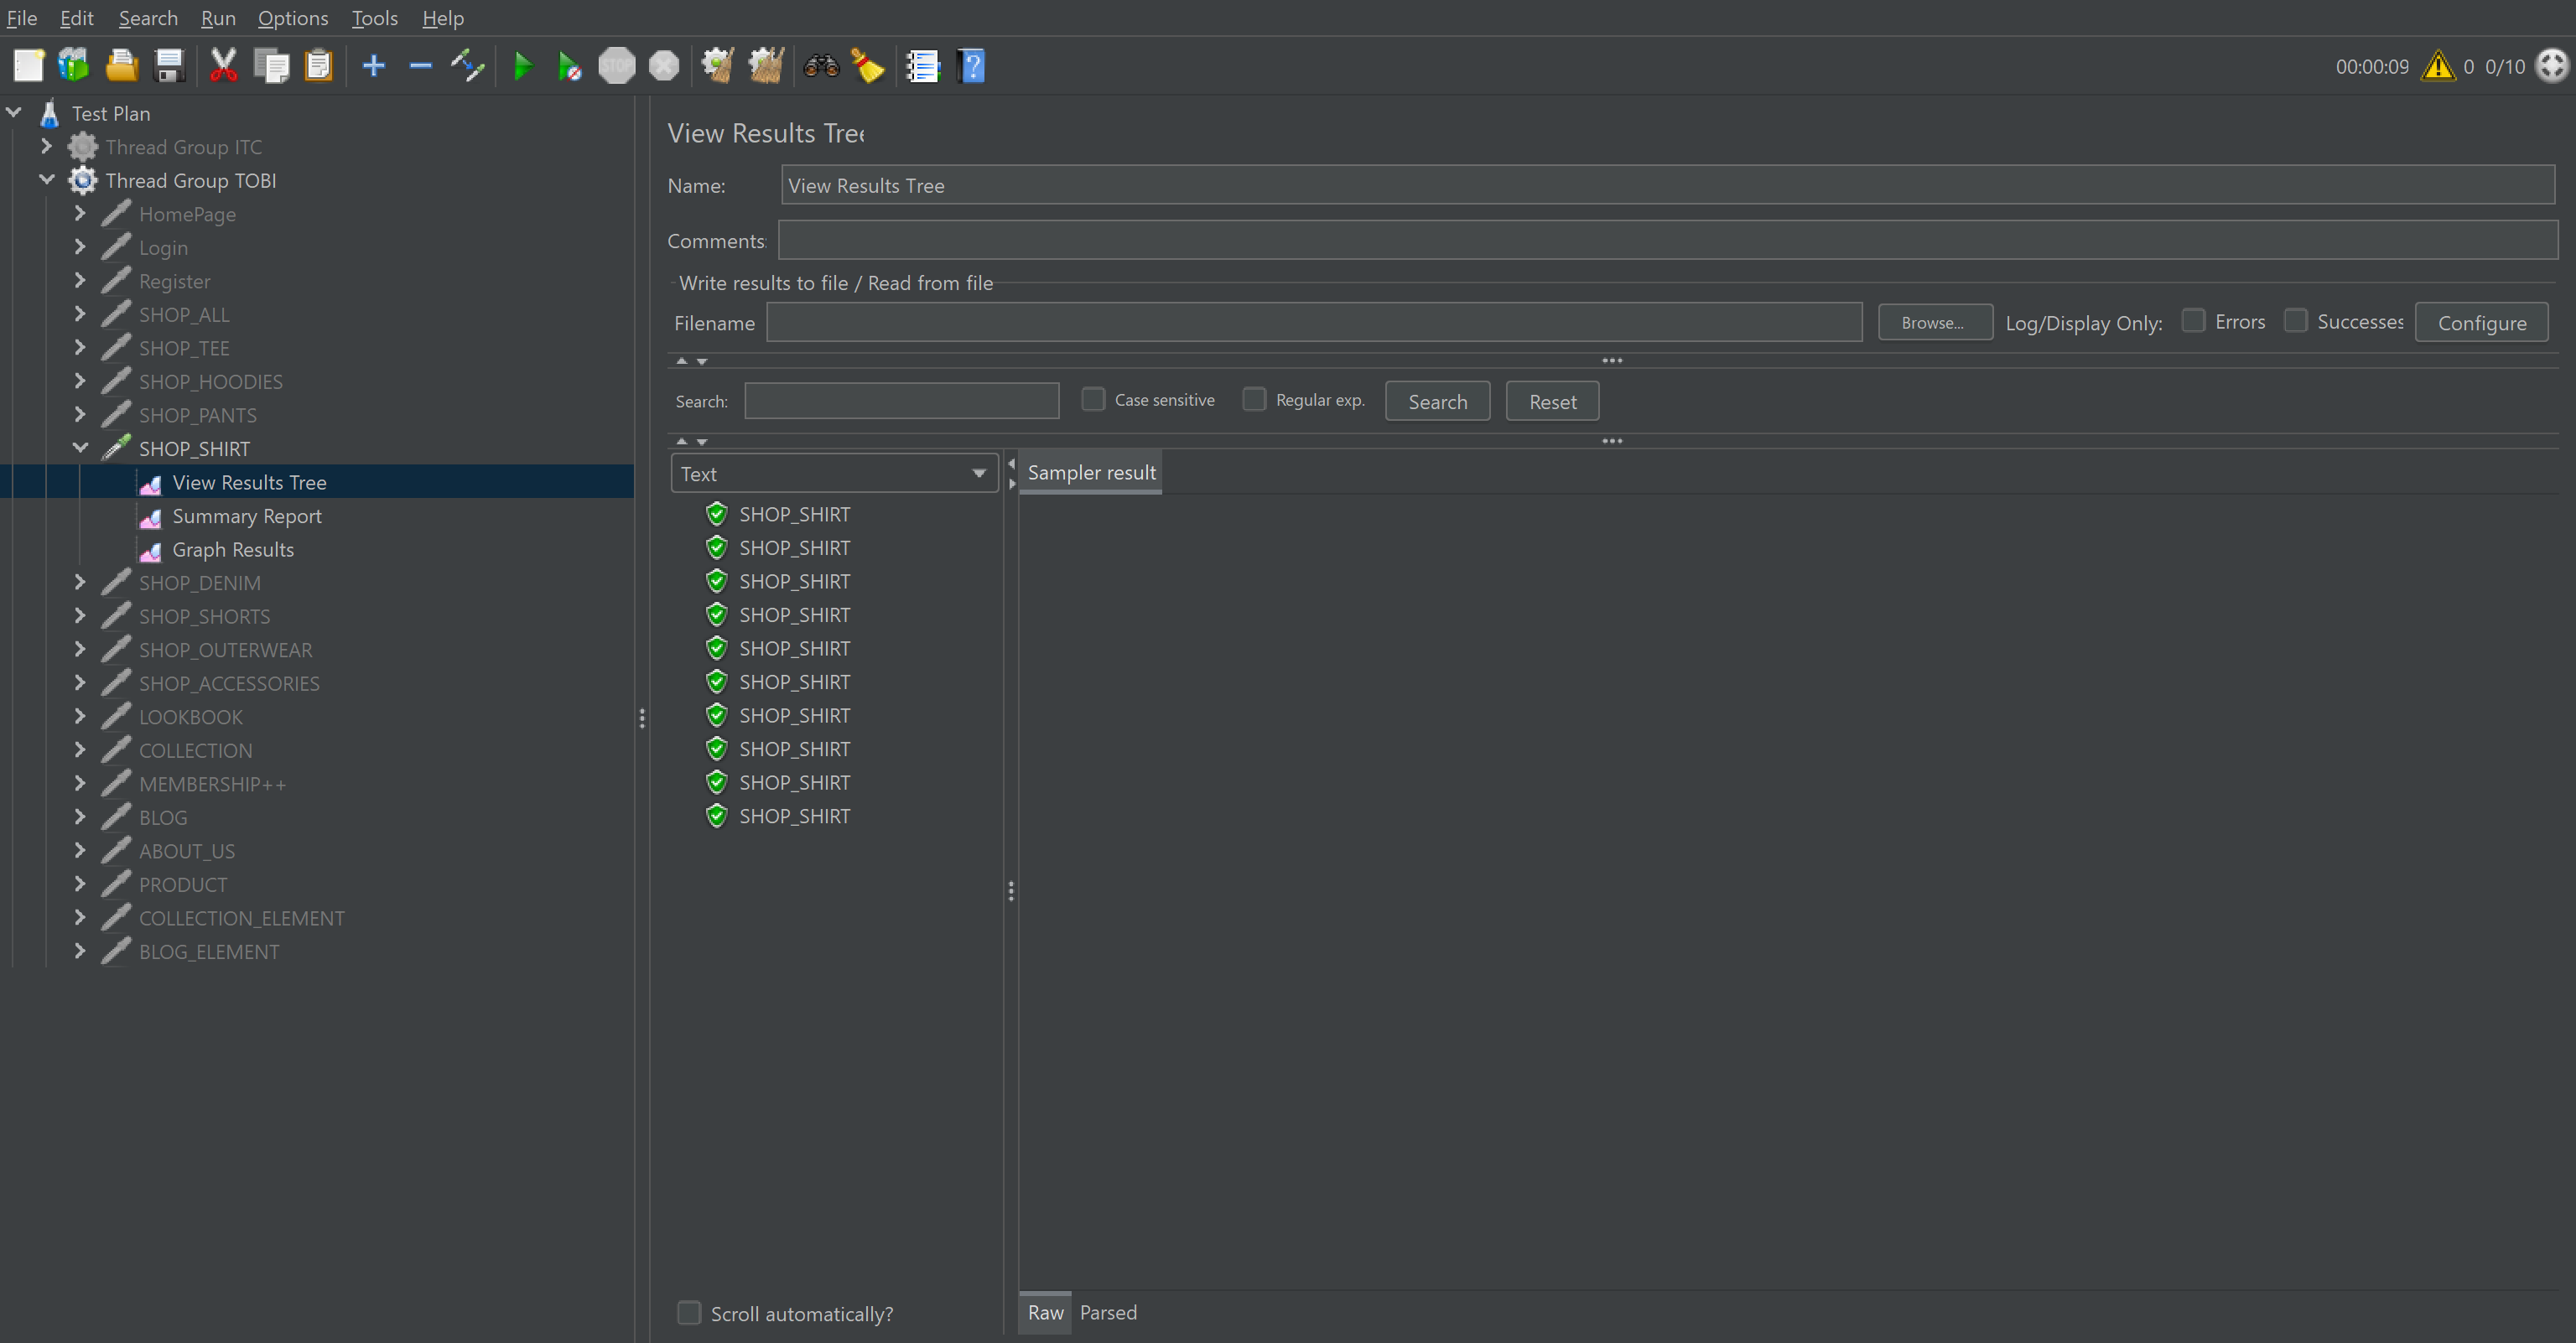 File Edit Search Run Options Tools Help
STOP
00:00:09 0 0/10
Test Plan
Thread Group ITC
Thread Group TOBI
HomePage
Login
Register
SHOP_ALL
SHOP_TEE
SHOP_HOODIES
SHOP_PANTS
SHOP_SHIRT
View Results Tree
Summary Report
Graph Results
SHOP_DENIM
SHOP_SHORTS
SHOP_OUTERWEAR
SHOP_ACCESSORIES
LOOKBOOK
COLLECTION
MEMBERSHIP++
BLOG
ABOUT_US
PRODUCT
COLLECTION_ELEMENT
BLOG_ELEMENT
View Results Tree
Name: View Results Tree
Comments:
Write results to file / Read from file
Filename Browse... Log/Display Only: Errors Successes Configure
Search: Case sensitive Regular exp. Search Reset
Text
Sampler result
SHOP_SHIRT
SHOP_SHIRT
SHOP_SHIRT
SHOP_SHIRT
SHOP_SHIRT
SHOP_SHIRT
SHOP_SHIRT
SHOP_SHIRT
SHOP_SHIRT
SHOP_SHIRT
Scroll automatically?
Raw Parsed